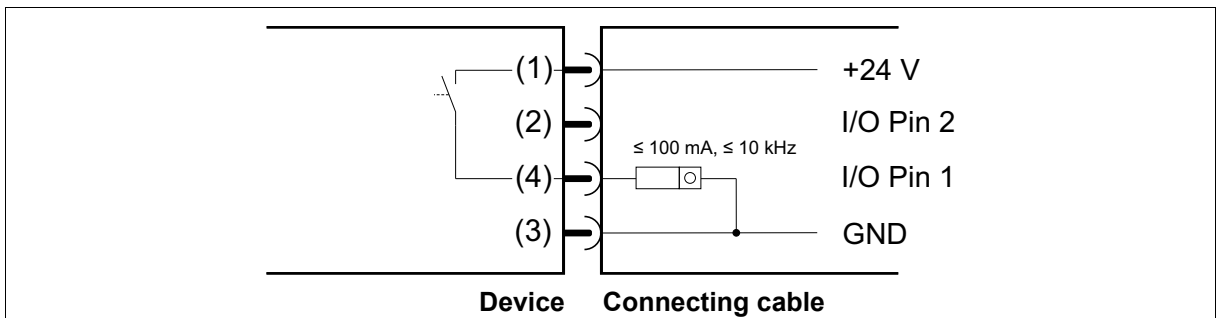 (1) +24 V
(2) I/O Pin 2
≤ 100 mA, ≤ 10 kHz
(4) I/O Pin 1
(3) GND
Device Connecting cable